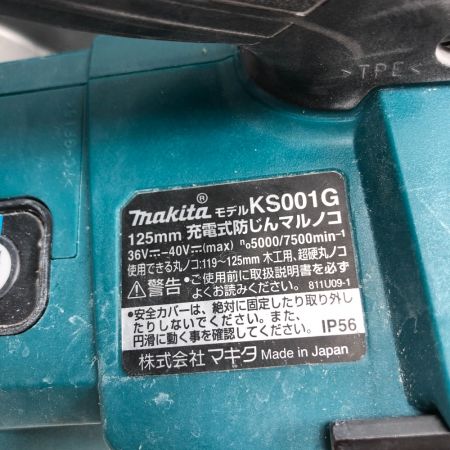 >TPE<
makita® モデル KS001G
125mm 充電式防じんマルノコ
36V⎓-40V⎓(max) n₀5000/7500min⁻¹
使用できる丸ノコ:119~125mm 木工用,超硬丸ノコ
⚠警告 •ご使用前に取扱説明書を必ず
よくお読みください。 811U09-1
•安全カバーは、絶対に固定したり取り外し
たりしないでください。また、
円滑に動く事を確認してください。 IP56
株式会社マキタ Made in Japan